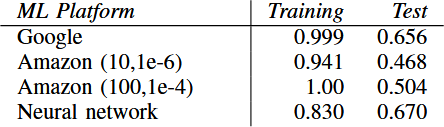 ML Platform Training Test
Google 0.999 0.656
Amazon (10,1e-6) 0.941 0.468
Amazon (100,1e-4) 1.00 0.504
Neural network 0.830 0.670